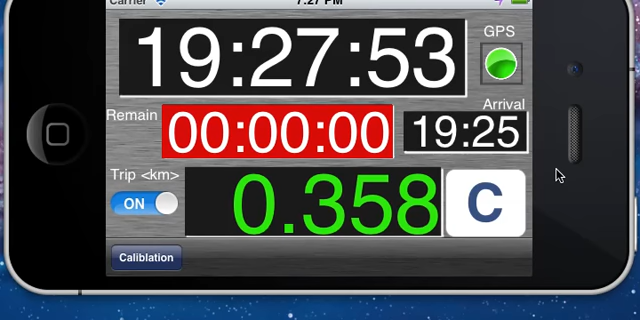 Carrier 7:27 PM
19:27:53 GPS
Remain 00:00:00 Arrival 19:25
Trip <km>
ON 0.358 C
Caliblation